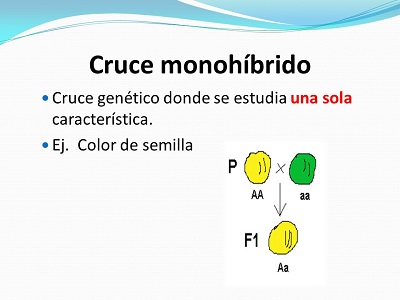 Cruce monohíbrido
Cruce genético donde se estudia una sola
característica.
Ej. Color de semilla
P x
AA aa
F1
Aa